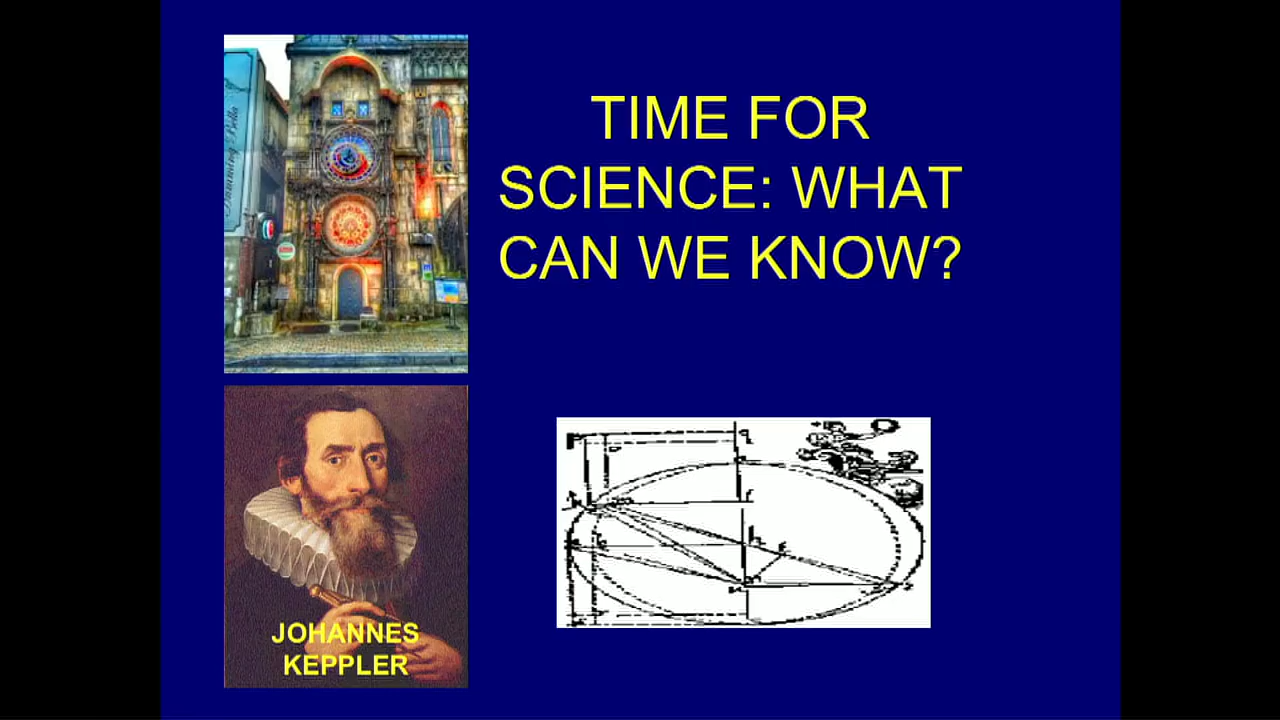 TIME FOR
SCIENCE: WHAT
CAN WE KNOW?
JOHANNES
KEPPLER